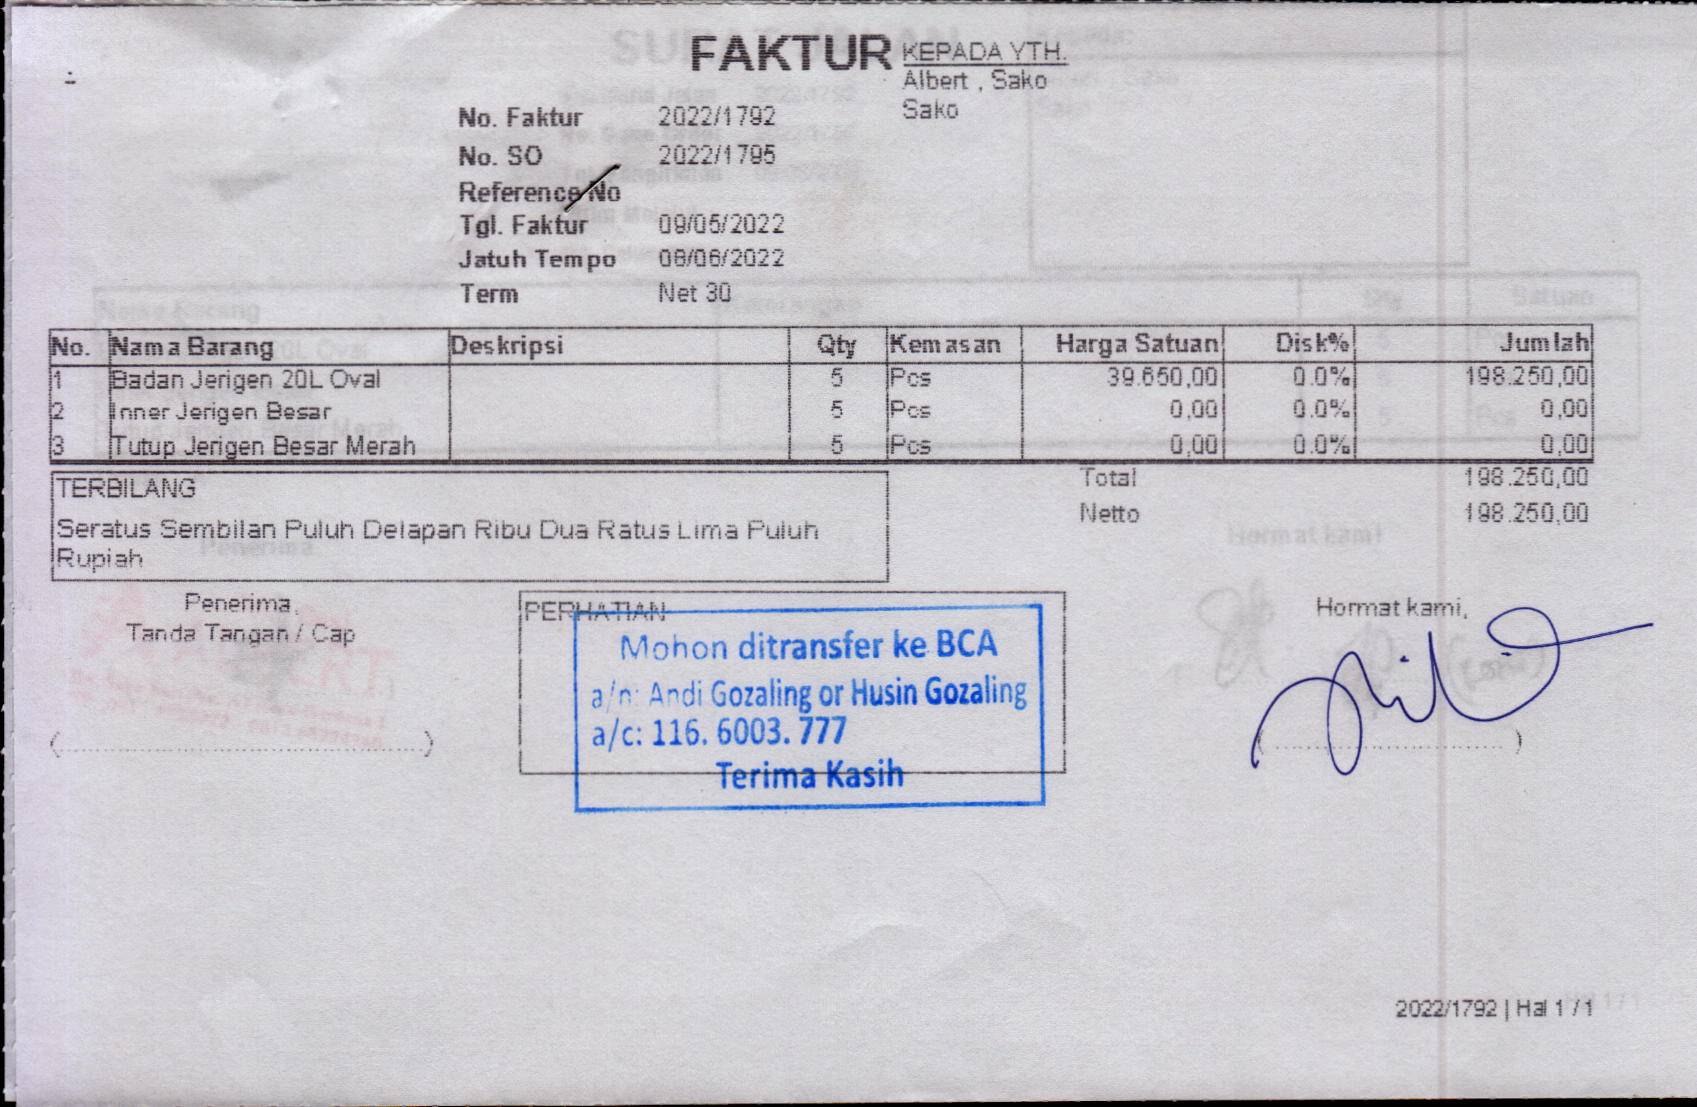 FAKTUR
KEPADA YTH.
Albert , Sako
Sako
No. Faktur 2022/1792
No. SO 2022/1795
Reference No
Tgl. Faktur 09/05/2022
Jatuh Tempo 08/06/2022
Term Net 30
No. Nama Barang Deskripsi Qty Kemasan Harga Satuan Disk% Jumlah
1 Badan Jerigen 20L Oval 5 Pcs 39.650,00 0.0% 198.250,00
2 Inner Jerigen Besar 5 Pcs 0,00 0.0% 0,00
3 Tutup Jerigen Besar Merah 5 Pcs 0,00 0.0% 0,00
Total 198.250,00
Netto 198.250,00
TERBILANG
Seratus Sembilan Puluh Delapan Ribu Dua Ratus Lima Puluh
Rupiah
Penerima,
Tanda Tangan / Cap
(....................................................)
PERHATIAN
Mohon ditransfer ke BCA
a/n: Andi Gozaling or Husin Gozaling
a/c: 116. 6003. 777
Terima Kasih
Hormat kami,
(.................................)
2022/1792 | Hal 1 / 1